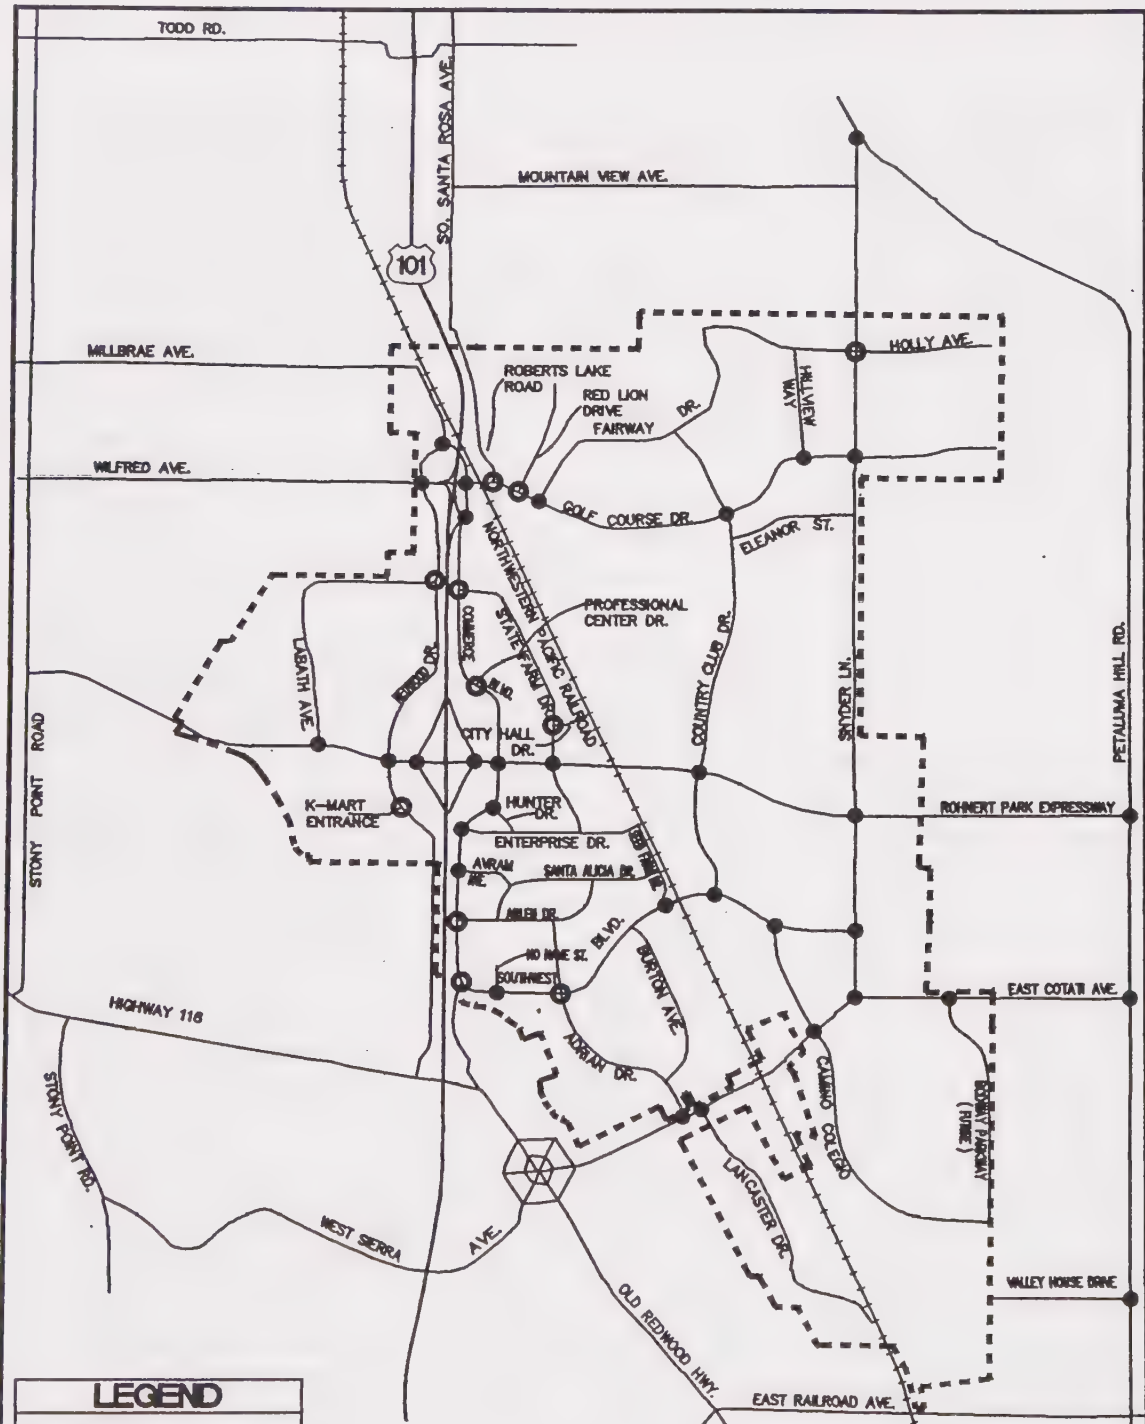 TODD RD.
SO. SANTA ROSA AVE.
MOUNTAIN VIEW AVE.
101
MILLBRAE AVE.
HOLLY AVE.
ROBERTS LAKE
ROAD
RED LION
DRIVE
HILLVIEW
WAY
FAIRWAY DR.
WILFRED AVE.
GOLF COURSE DR.
ELEANOR ST.
NORTHWESTERN PACIFIC RAILROAD
PROFESSIONAL
CENTER DR.
COMMERCE
BLVD.
STATE FARM DR.
LABATH AVE.
REDWOOD DR.
COUNTRY CLUB DR.
SNYDER LN.
PETALUMA HILL RD.
STONY POINT ROAD
CITY HALL
DR.
K-MART
ENTRANCE
HUNTER
DR.
ROHNERT PARK EXPRESSWAY
ENTERPRISE DR.
AVRAM
AVE.
SANTA ALICIA DR.
ARLEN DR.
NO NAME ST.
SOUTHWEST BLVD.
BURTON AVE.
EAST COTATI AVE.
HIGHWAY 116
ADRIAN DR.
CAMINO COLEGIO
PARKWAY
STONY POINT RD.
LANCASTER DR.
WEST SIERRA AVE.
VALLEY HOUSE DRIVE
OLD REDWOOD HWY.
LEGEND
EAST RAILROAD AVE.